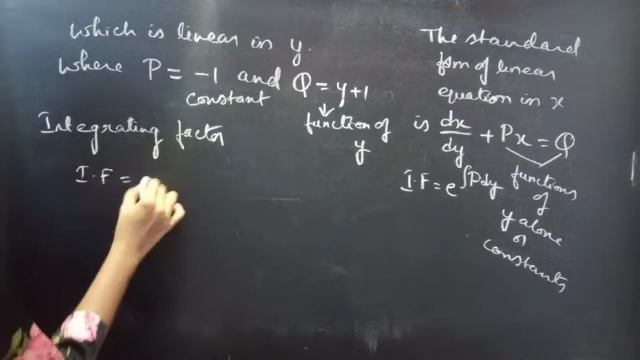 which is linear in y.
where P = -1 and Q = y+1
constant
function of
y
Integrating factor
I.F =
The standard
form of linear
equation in x
is dx/dy + Px = Q
functions
of
y alone
or
constants
I.F = e^∫Pdy